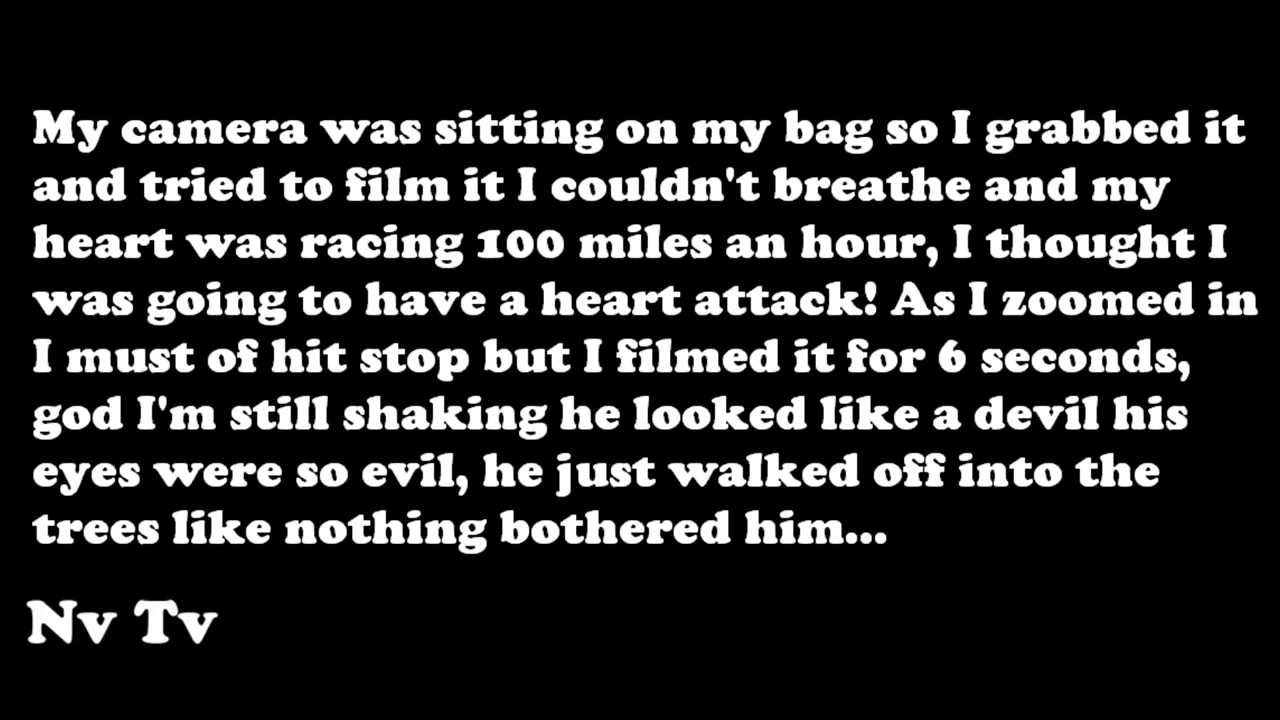 My camera was sitting on my bag so I grabbed it
and tried to film it I couldn't breathe and my
heart was racing 100 miles an hour, I thought I
was going to have a heart attack! As I zoomed in
I must of hit stop but I filmed it for 6 seconds,
god I'm still shaking he looked like a devil his
eyes were so evil, he just walked off into the
trees like nothing bothered him...
Nv Tv